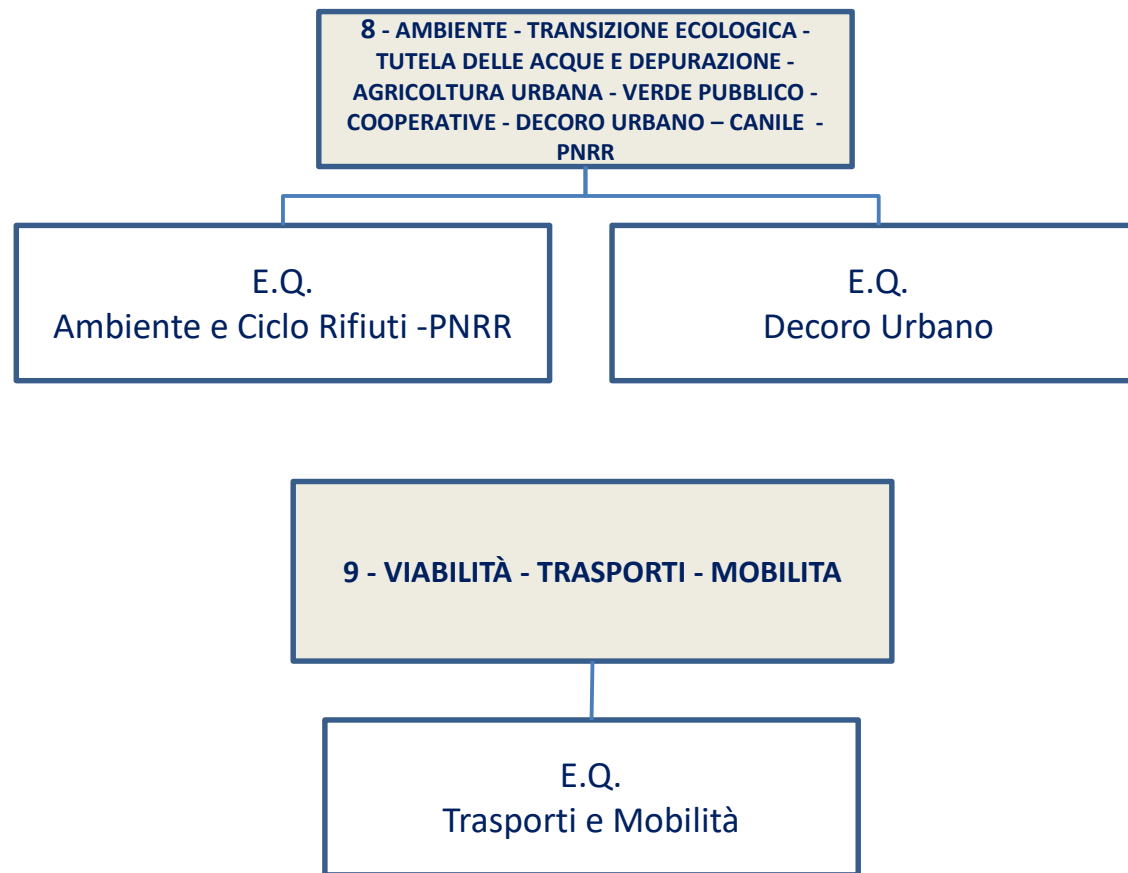 8 - AMBIENTE - TRANSIZIONE ECOLOGICA -
TUTELA DELLE ACQUE E DEPURAZIONE -
AGRICOLTURA URBANA - VERDE PUBBLICO -
COOPERATIVE - DECORO URBANO – CANILE -
PNRR
E.Q.
Ambiente e Ciclo Rifiuti -PNRR
E.Q.
Decoro Urbano
9 - VIABILITÀ - TRASPORTI - MOBILITA
E.Q.
Trasporti e Mobilità